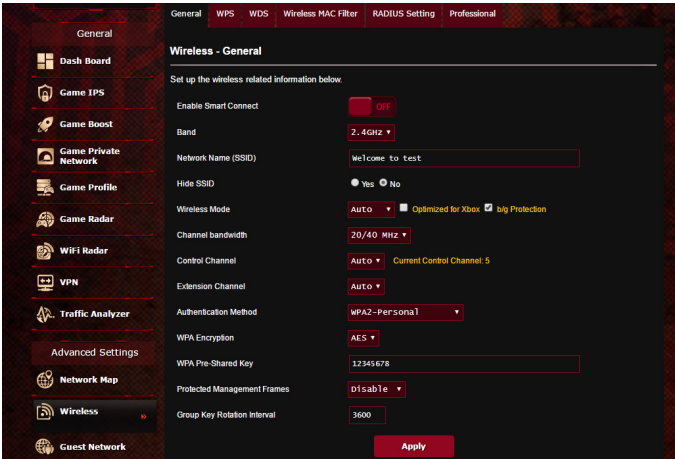 General WPS WDS Wireless MAC Filter RADIUS Setting Professional
General
Dash Board
Game IPS
Game Boost
Game Private
Network
Game Profile
Game Radar
WiFi Radar
VPN
Traffic Analyzer
Advanced Settings
Network Map
Wireless
Guest Network
Wireless - General
Set up the wireless related information below.
Enable Smart Connect OFF
Band 2.4GHz
Network Name (SSID) Welcome to test
Hide SSID Yes No
Wireless Mode Auto Optimized for Xbox b/g Protection
Channel bandwidth 20/40 MHz
Control Channel Auto Current Control Channel: 5
Extension Channel Auto
Authentication Method WPA2-Personal
WPA Encryption AES
WPA Pre-Shared Key 12345678
Protected Management Frames Disable
Group Key Rotation Interval 3600
Apply